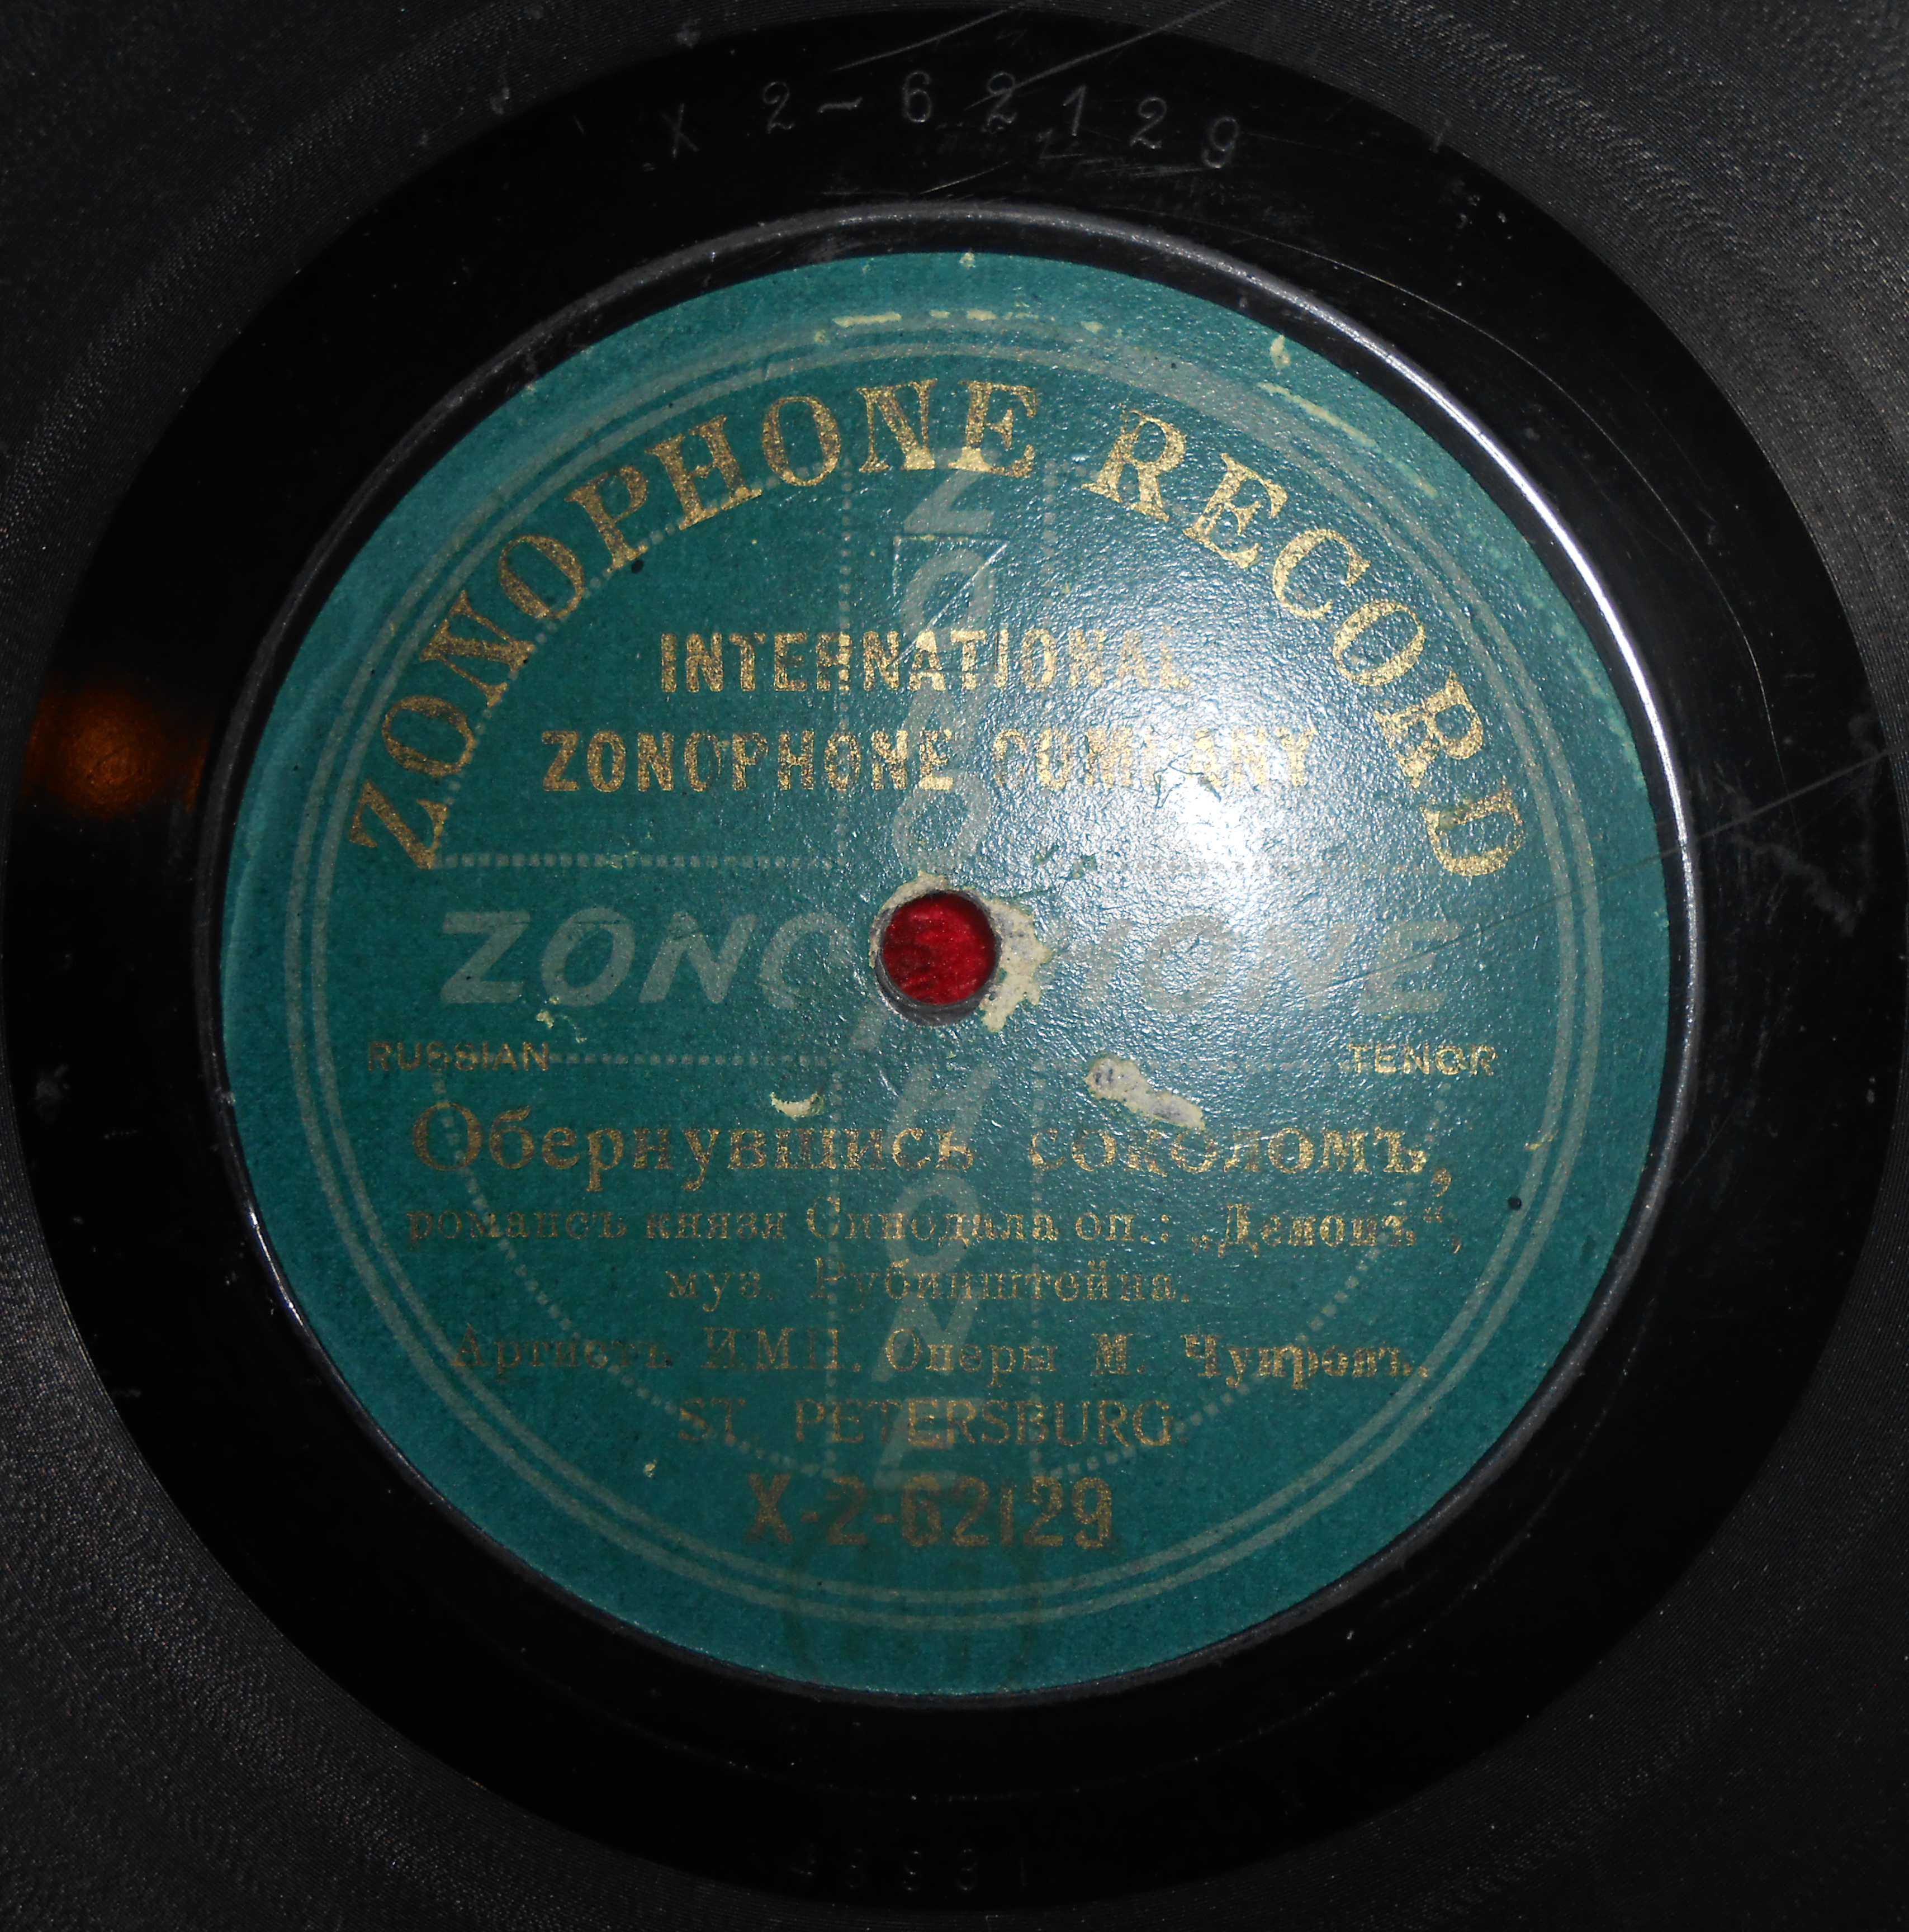 X 2-62129
ZONOPHONE RECORD
INTERNATIONAL
ZONOPHONE COMPANY
ZONOPHONE
ZONOPHONE
RUSSIAN TENOR
Обернувшись соколомъ,
романсъ князя Синодала оп.: „Демонъ“,
муз. Рубинштейна.
Артистъ ИМП. Оперы М. Чупровъ.
ST. PETERSBURG.
X-2-62129